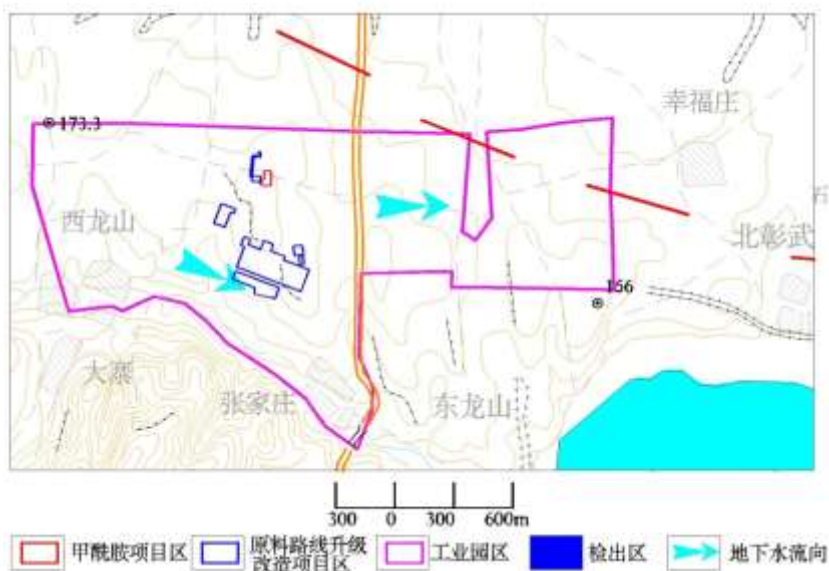 幸福庄
173.3
西龙山
北彰武
156
大寨
张家庄
东龙山
300 0 300 600m
甲酰胺项目区
原料路线升级
改造项目区
工业园区
检出区
地下水流向